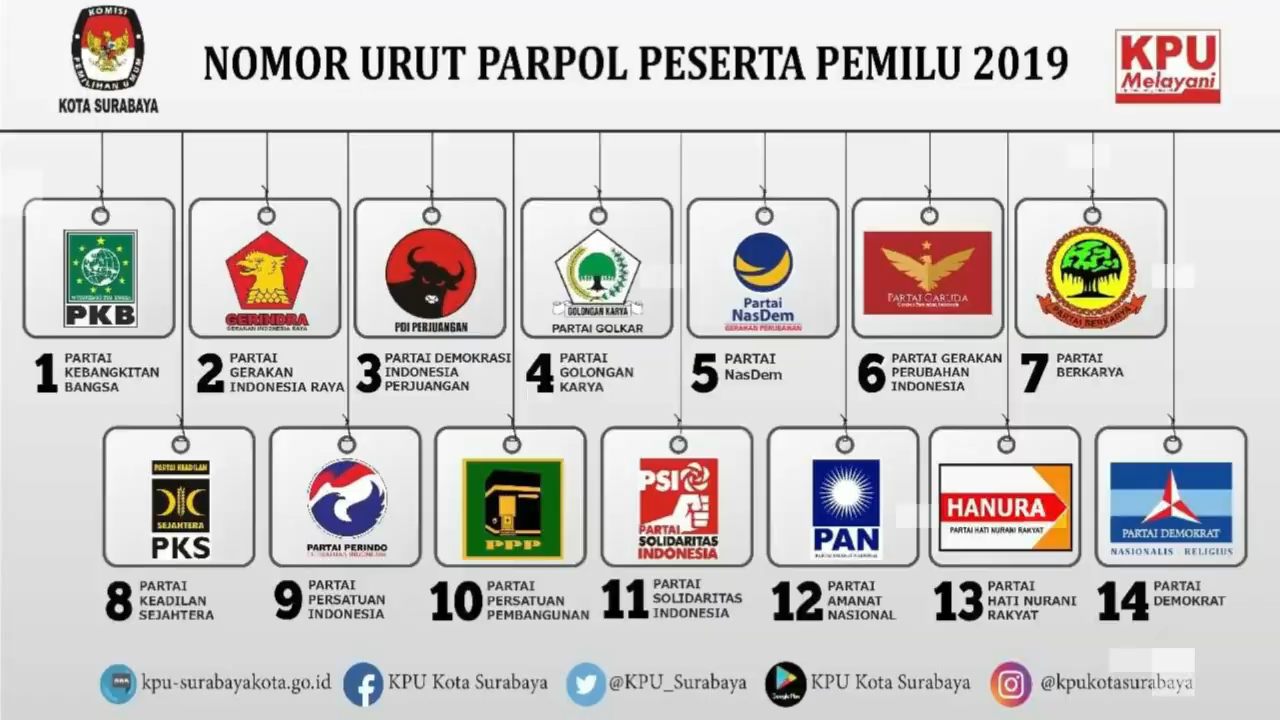 KOMISI
PEMILIHAN UMUM
KOTA SURABAYA
NOMOR URUT PARPOL PESERTA PEMILU 2019
KPU
Melayani
PKB
GERINDRA
GERAKAN INDONESIA RAYA
PDI PERJUANGAN
GOLONGAN KARYA
PARTAI GOLKAR
Partai
NasDem
GERAKAN PERUBAHAN
PARTAI GARUDA
PARTAI BERKARYA
1 PARTAI
KEBANGKITAN
BANGSA
2 PARTAI
GERAKAN
INDONESIA RAYA
3 PARTAI DEMOKRASI
INDONESIA
PERJUANGAN
4 PARTAI
GOLONGAN
KARYA
5 PARTAI
NasDem
6 PARTAI GERAKAN
PERUBAHAN
INDONESIA
7 PARTAI
BERKARYA
PARTAI KEADILAN
SEJAHTERA
PKS
PARTAI PERINDO
PPP
PSI
PARTAI
SOLIDARITAS
INDONESIA
PAN
HANURA
PARTAI HATI NURANI RAKYAT
PARTAI DEMOKRAT
NASIONALIS - RELIGIUS
8 PARTAI
KEADILAN
SEJAHTERA
9 PARTAI
PERSATUAN
INDONESIA
10 PARTAI
PERSATUAN
PEMBANGUNAN
11 PARTAI
SOLIDARITAS
INDONESIA
12 PARTAI
AMANAT
NASIONAL
13 PARTAI
HATI NURANI
RAKYAT
14 PARTAI
DEMOKRAT
kpu-surabayakota.go.id
KPU Kota Surabaya
@KPU_Surabaya
Google Play
KPU Kota Surabaya
@kpukotasurabaya